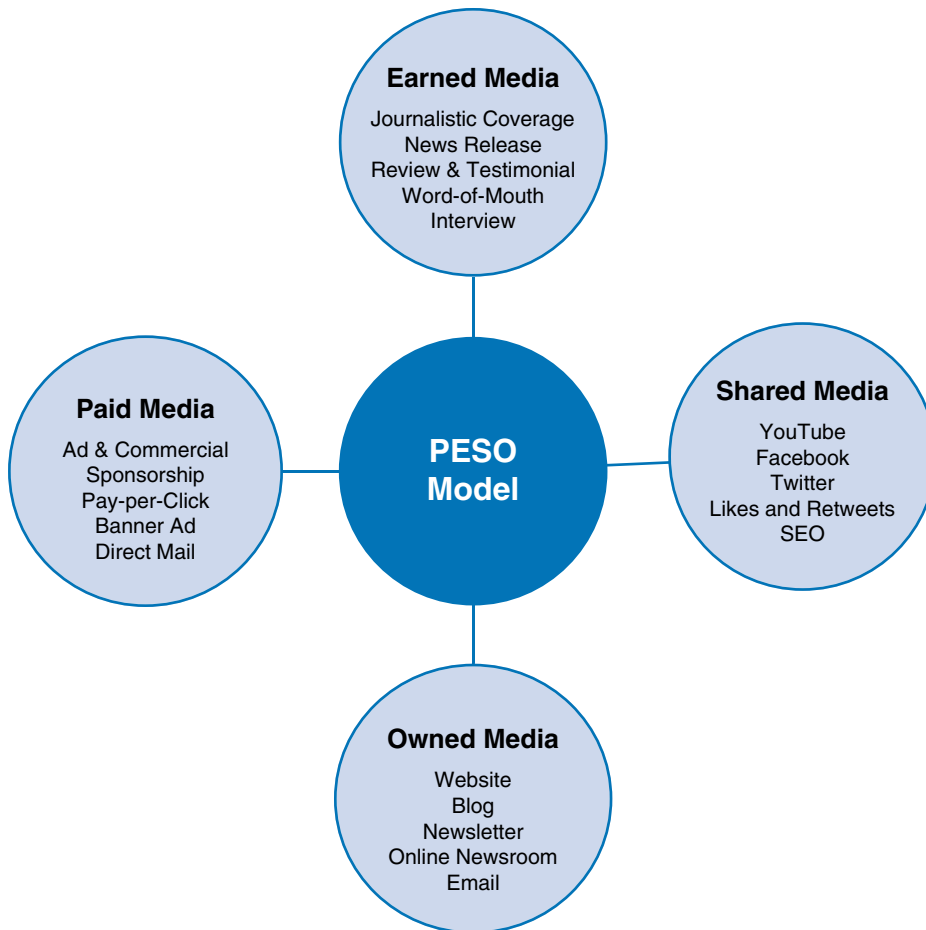 Earned Media
Journalistic Coverage
News Release
Review & Testimonial
Word-of-Mouth
Interview
Paid Media
Ad & Commercial
Sponsorship
Pay-per-Click
Banner Ad
Direct Mail
PESO
Model
Shared Media
YouTube
Facebook
Twitter
Likes and Retweets
SEO
Owned Media
Website
Blog
Newsletter
Online Newsroom
Email